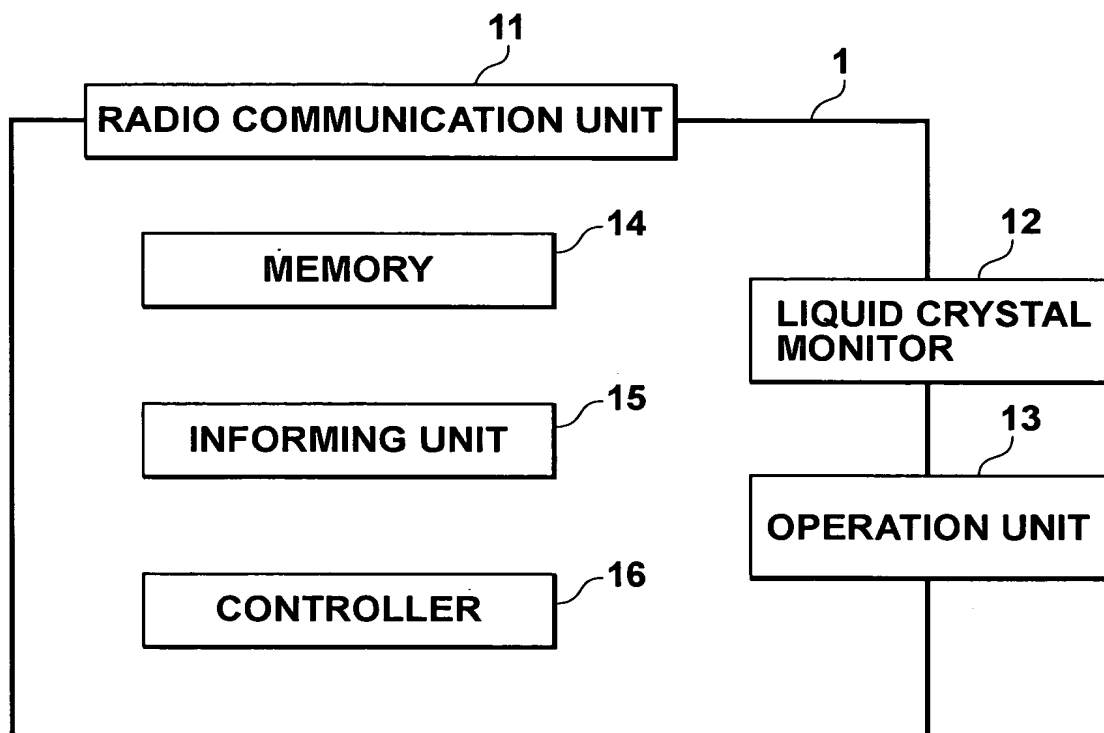 11
1
RADIO COMMUNICATION UNIT
14
12
MEMORY
LIQUID CRYSTAL
MONITOR
15
13
INFORMING UNIT
OPERATION UNIT
16
CONTROLLER